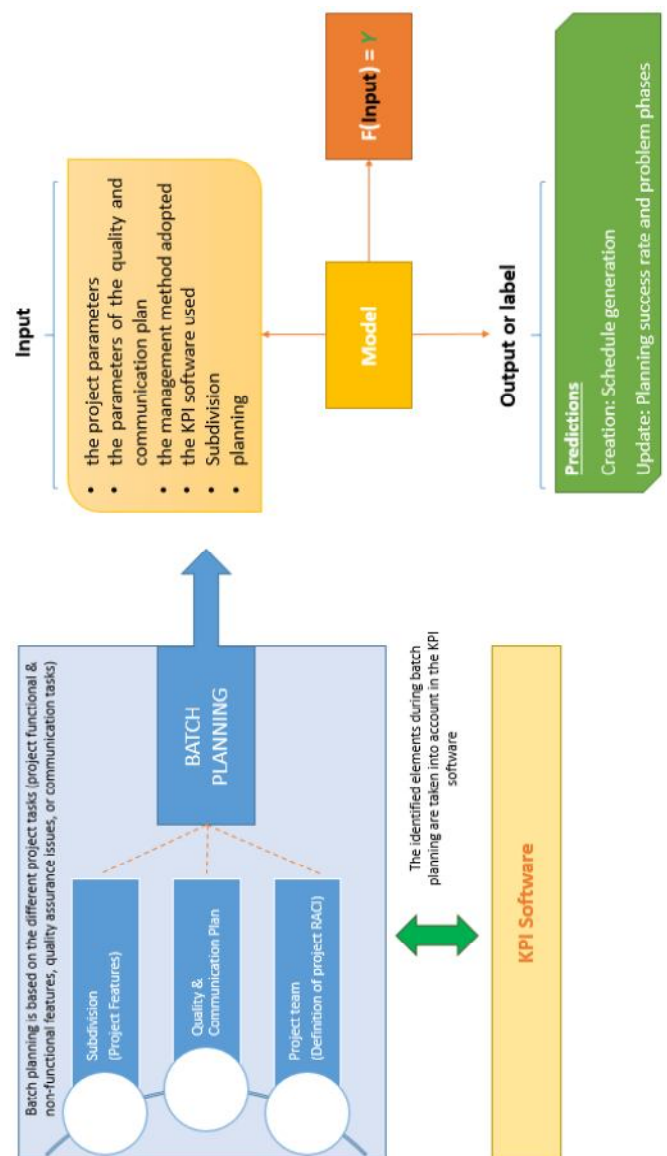 Batch planning is based on the different project tasks (project functional &
non-functional features, quality assurance issues, or communication tasks)
Subdivision
(Project Features)
Quality &
Communication Plan
Project team
(Definition of project RACI)
BATCH
PLANNING
The identified elements during batch
planning are taken into account in the KPI
software
KPI Software
Input
• the project parameters
• the parameters of the quality and
communication plan
• the management method adopted
• the KPI software used
• Subdivision
• planning
Model
F(Input) = Y
Output or label
Predictions
Creation: Schedule generation
Update: Planning success rate and problem phases